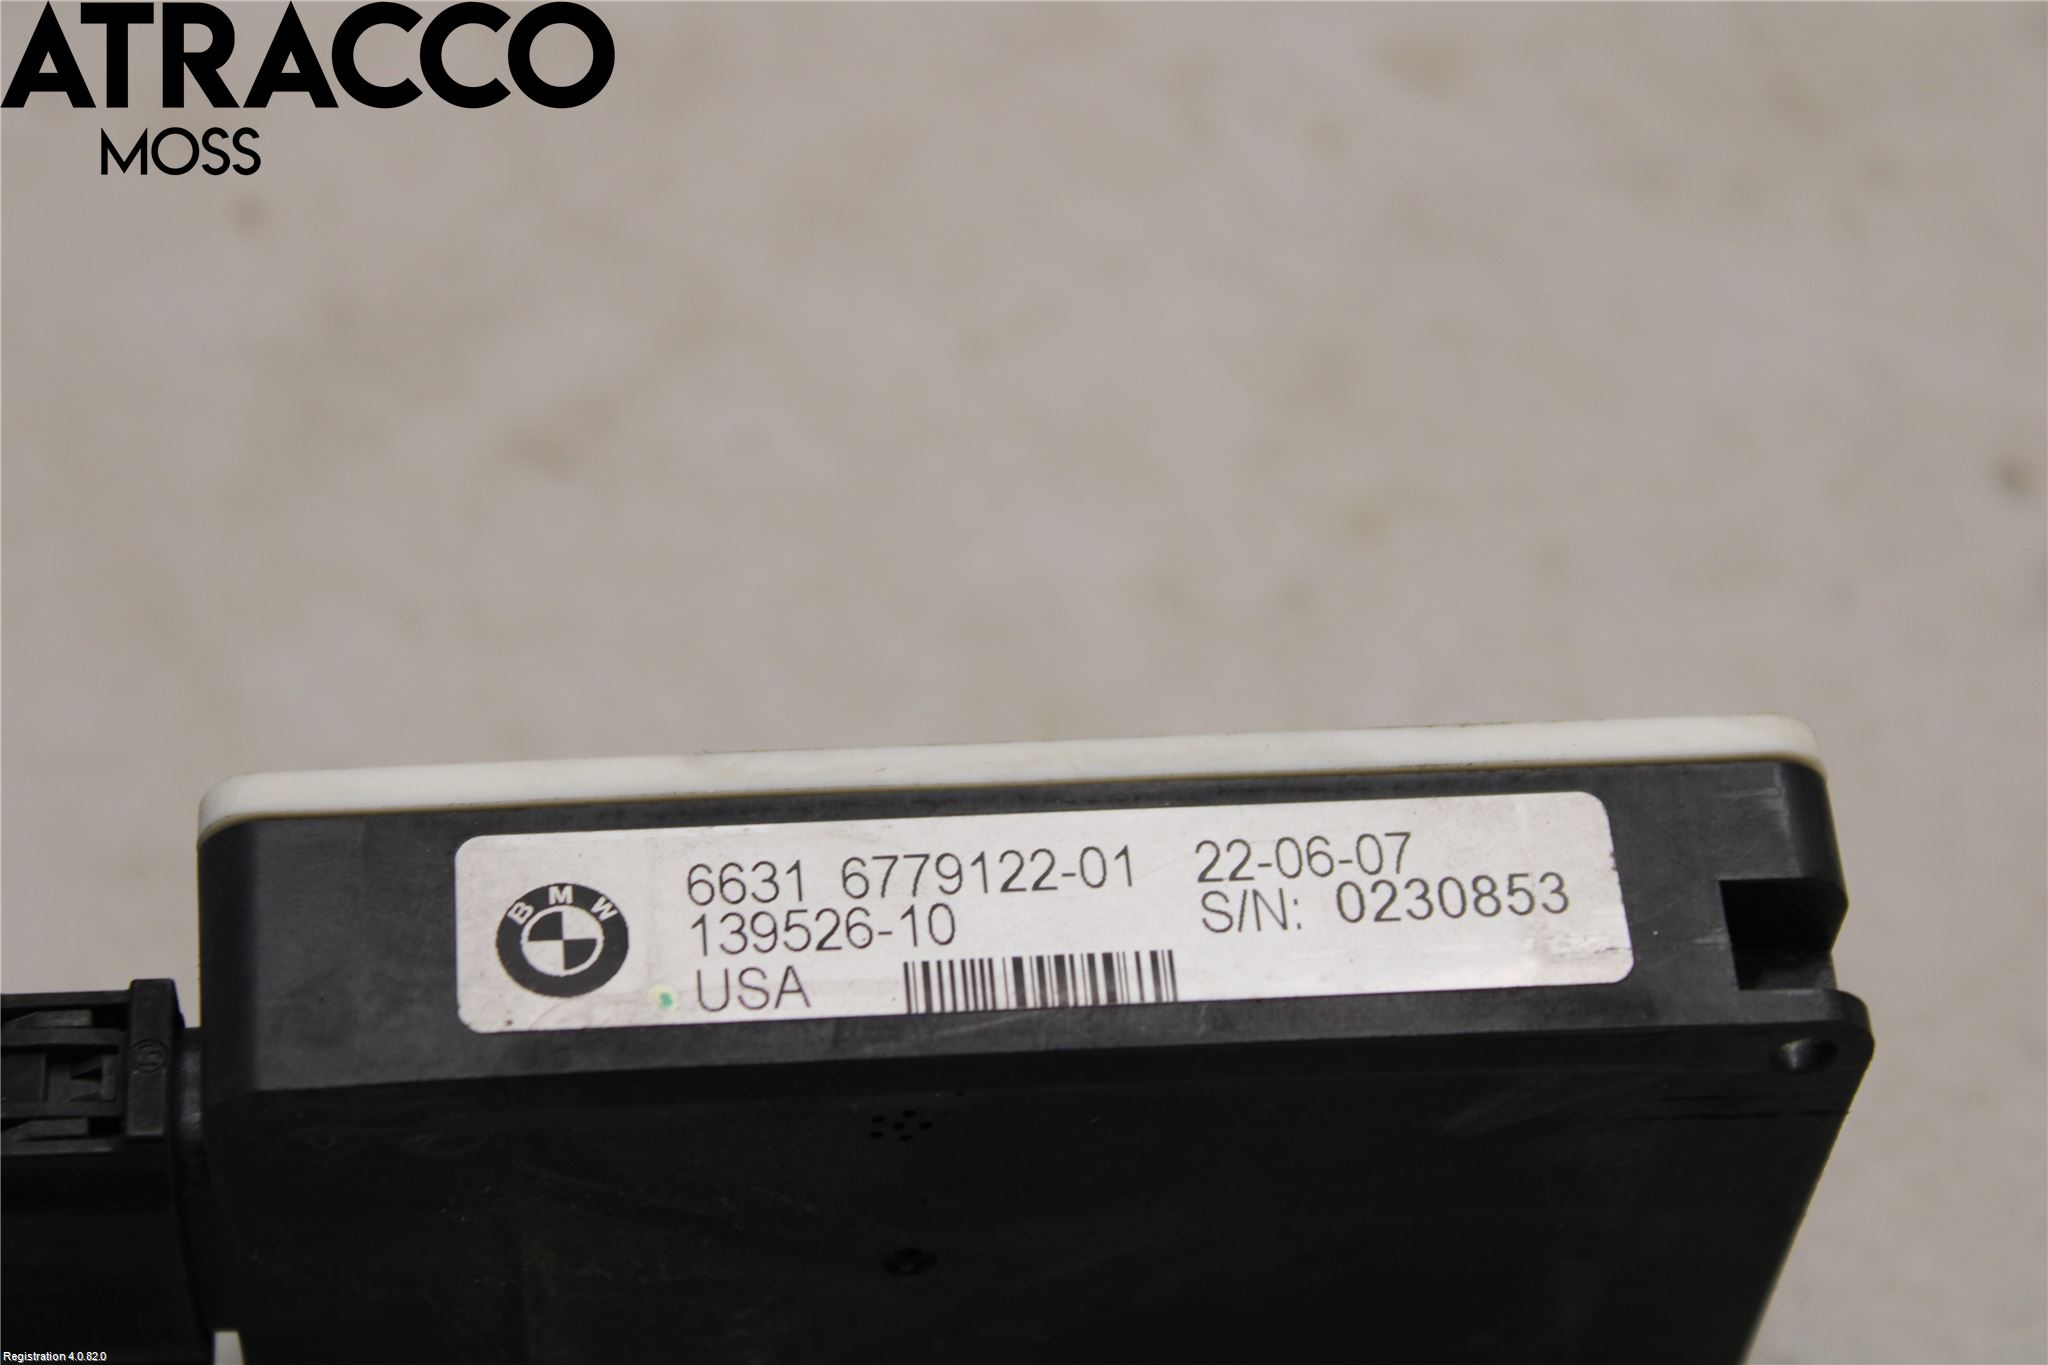 ATRACCO
MOSS
BMW
6631 6779122-01 22-06-07
139526-10 S/N: 0230853
USA
Registration 4.0.82.0